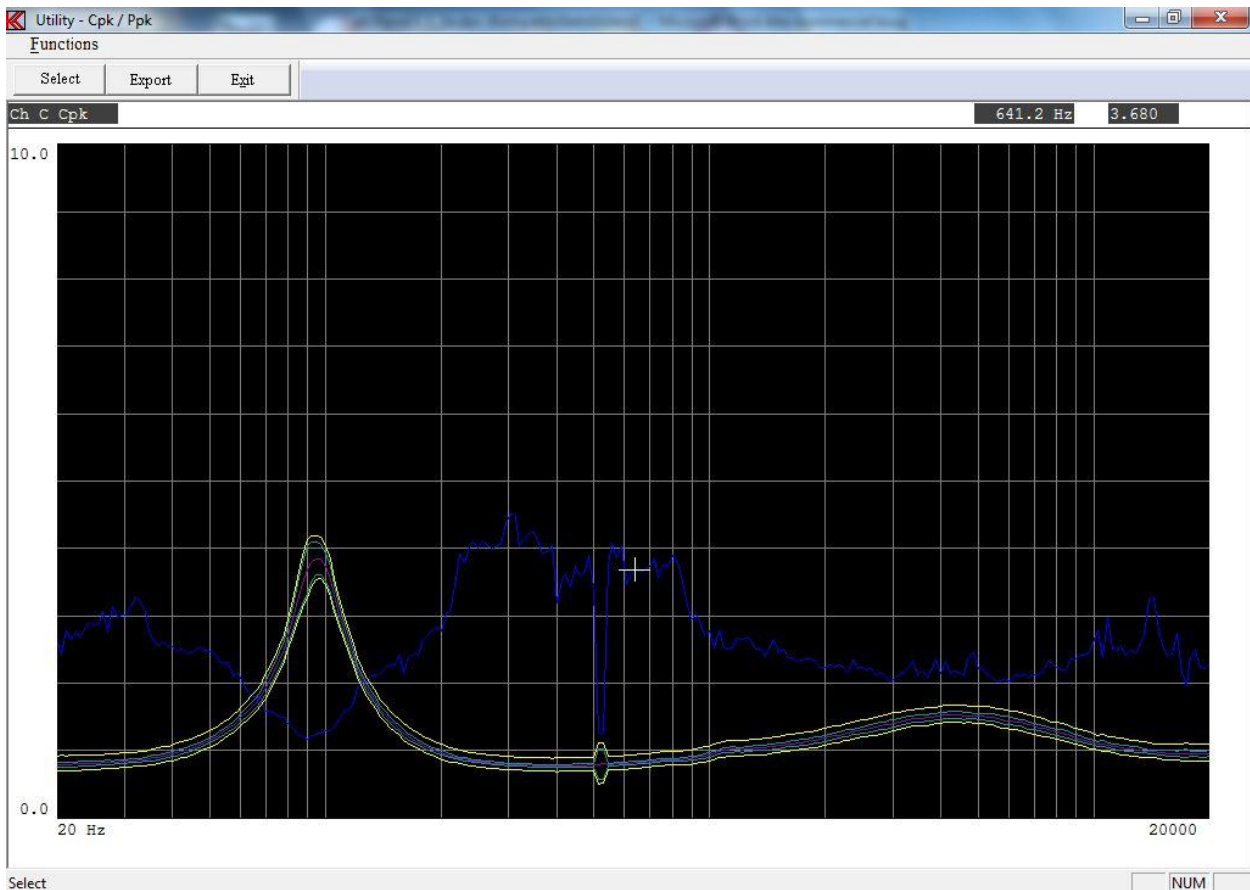 Utility - Cpk / Ppk
Functions
Select Export Exit
Ch C Cpk 641.2 Hz 3.680
10.0
0.0
20 Hz 20000
Select NUM